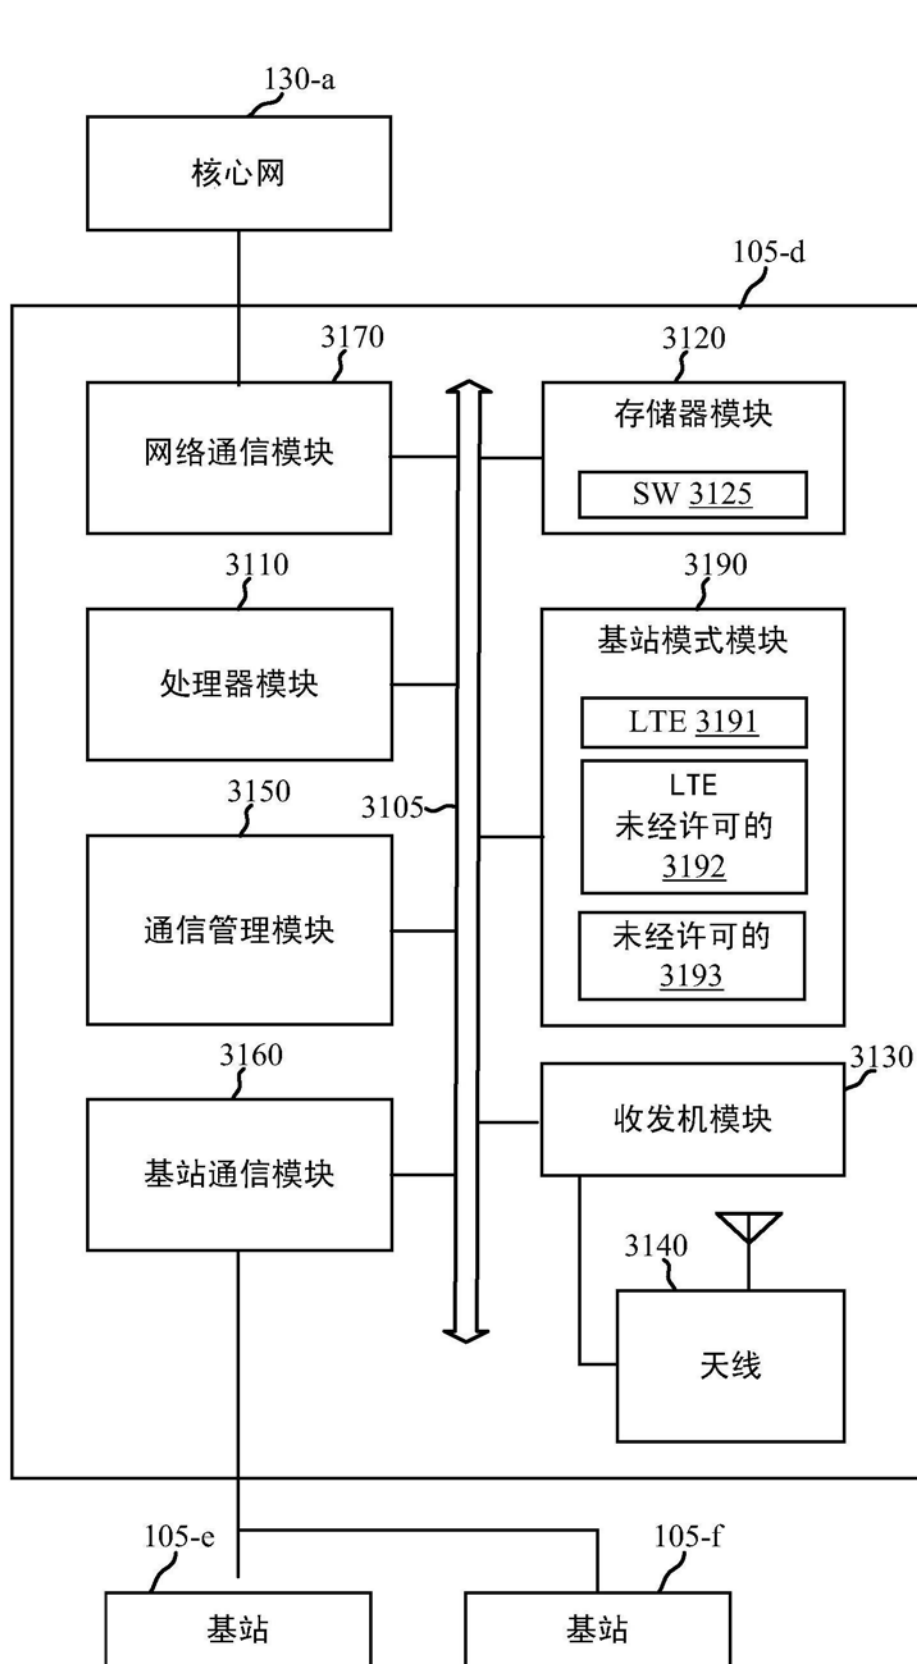 130-a
核心网
105-d
3170
3120
网络通信模块
存储器模块
SW 3125
3110
3190
处理器模块
基站模式模块
LTE 3191
3150
3105
LTE
未经许可的
3192
通信管理模块
未经许可的
3193
3160
3130
基站通信模块
收发机模块
3140
天线
105-e
105-f
基站
基站